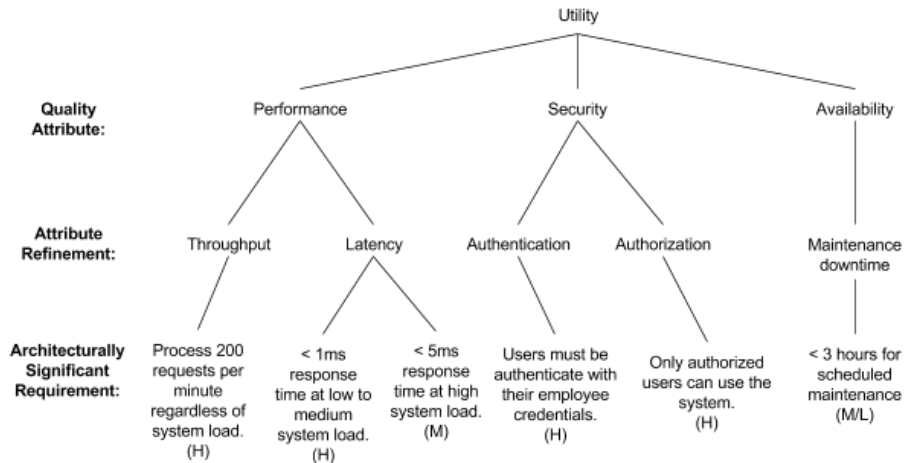 Utility
Quality
Attribute:
Performance
Security
Availability
Attribute
Refinement:
Throughput
Latency
Authentication
Authorization
Maintenance
downtime
Architecturally
Significant
Requirement:
Process 200
requests per
minute
regardless of
system load.
(H)
< 1ms
response
time at low to
medium
system load.
(H)
< 5ms
response
time at high
system load.
(M)
Users must be
authenticate with
their employee
credentials.
(H)
Only authorized
users can use the
system.
(H)
< 3 hours for
scheduled
maintenance
(M/L)